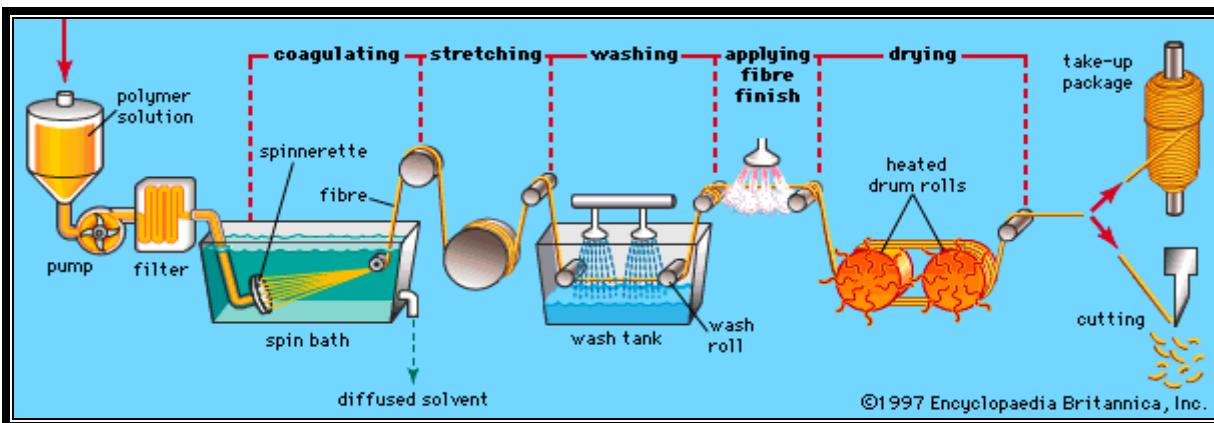 coagulating
stretching
washing
applying
fibre
finish
drying
take-up
package
polymer
solution
spinnerette
fibre
heated
drum rolls
pump
filter
spin bath
wash tank
wash
roll
cutting
diffused solvent
©1997 Encyclopaedia Britannica, Inc.